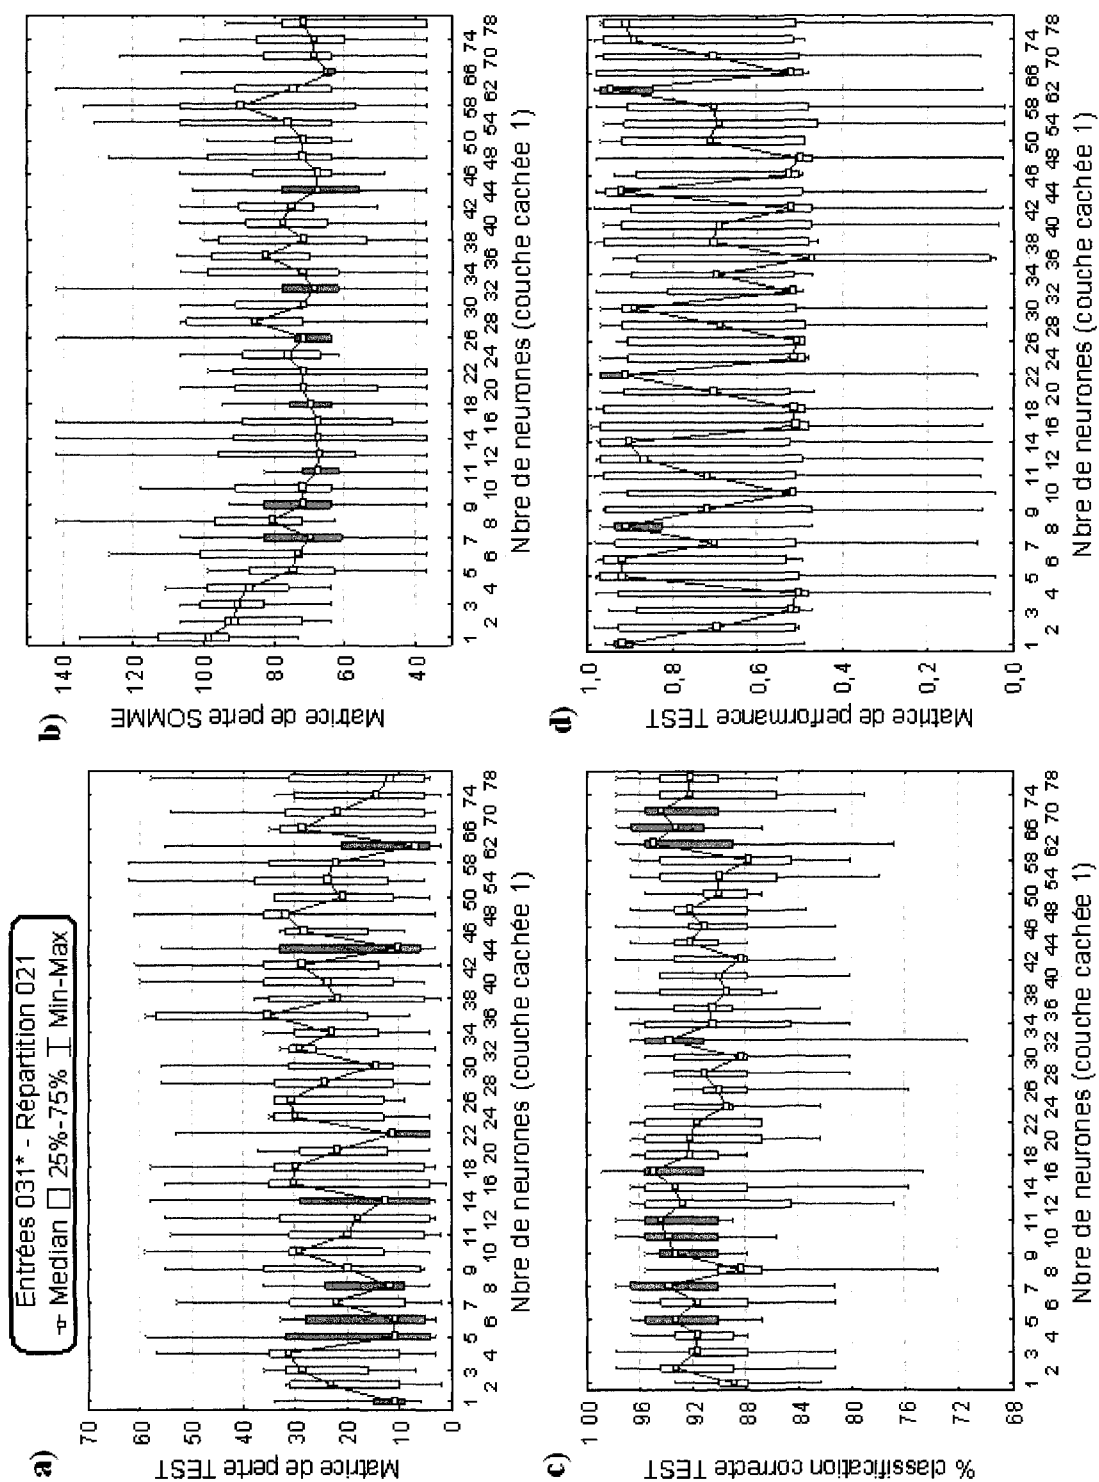 Entrées 031* - Répartition 021
Median 25%-75% Min-Max
a)
Matrice de perte TEST
70 60 50 40 30 20 10 0
1 2 3 4 5 6 7 8 9 10 11 12 14 16 18 20 22 24 26 28 30 32 34 36 38 40 42 44 46 48 50 54 58 62 66 70 74 78
Nbre de neurones (couche cachée 1)
b)
Matrice de perte SOMME
140 120 100 80 60 40 20
1 2 3 4 5 6 7 8 9 10 11 12 14 16 18 20 22 24 26 28 30 32 34 36 38 40 42 44 46 48 50 54 58 62 66 70 74 78
Nbre de neurones (couche cachée 1)
c)
% classification correcte TEST
100 96 92 88 84 80 76 72 68
1 2 3 4 5 6 7 8 9 10 11 12 14 16 18 20 22 24 26 28 30 32 34 36 38 40 42 44 46 48 50 54 58 62 66 70 74 78
Nbre de neurones (couche cachée 1)
d)
Matrice de performance TEST
1,0 0,8 0,6 0,4 0,2 0,0
1 2 3 4 5 6 7 8 9 10 11 12 14 16 18 20 22 24 26 28 30 32 34 36 38 40 42 44 46 48 50 54 58 62 66 70 74 78
Nbre de neurones (couche cachée 1)